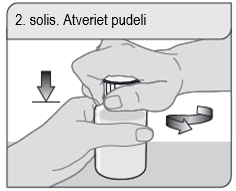 2. solis. Atveriet pudeli